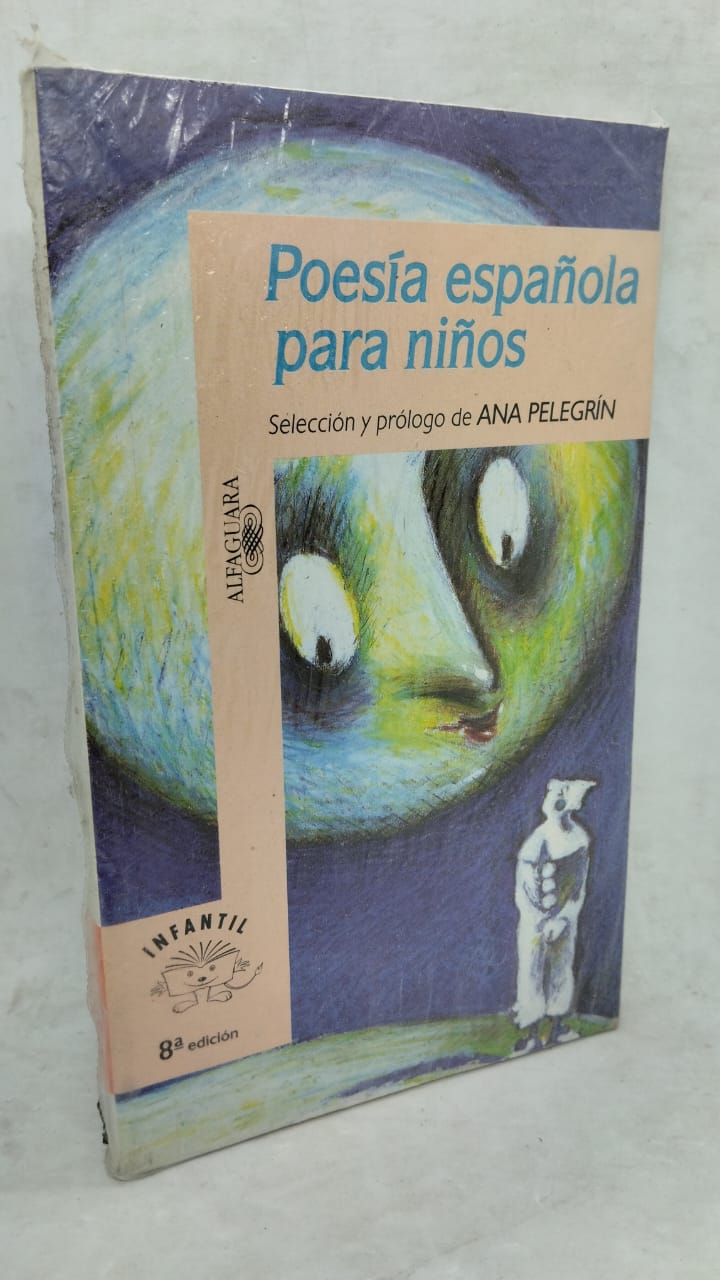 Poesía española
para niños
Selección y prólogo de ANA PELEGRÍN
ALFAGUARA
INFANTIL
8ª edición